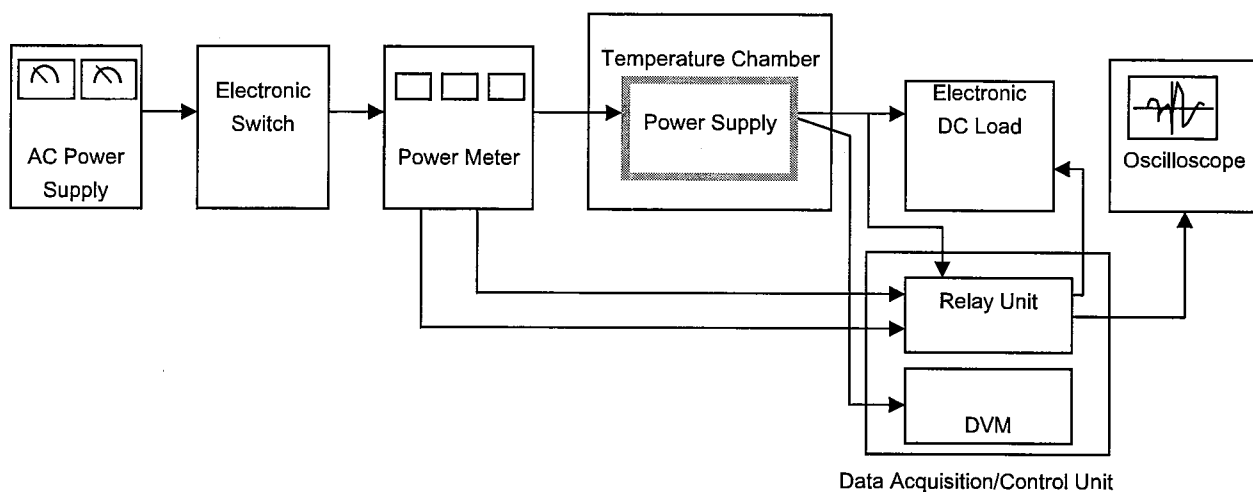 AC Power
Supply
Electronic
Switch
Power Meter
Temperature Chamber
Power Supply
Electronic
DC Load
Oscilloscope
Relay Unit
DVM
Data Acquisition/Control Unit